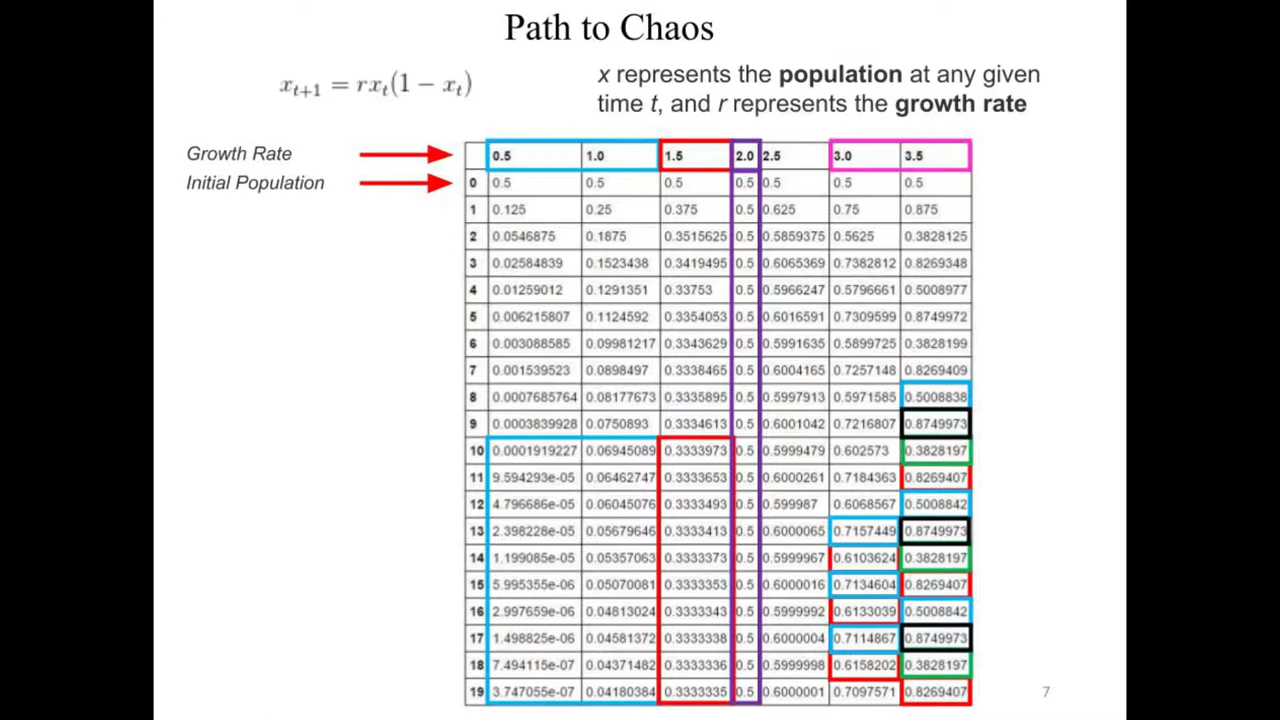 Path to Chaos
xₜ₊₁ = rxₜ(1 − xₜ)
x represents the population at any given
time t, and r represents the growth rate
Growth Rate
Initial Population
0.5 1.0 1.5 2.0 2.5 3.0 3.5
0 0.5 0.5 0.5 0.5 0.5 0.5 0.5
1 0.125 0.25 0.375 0.5 0.625 0.75 0.875
2 0.0546875 0.1875 0.3515625 0.5 0.5859375 0.5625 0.3828125
3 0.02584839 0.1523438 0.3419495 0.5 0.6065369 0.7382812 0.8269348
4 0.01259012 0.1291351 0.33753 0.5 0.5966247 0.5796661 0.5008977
5 0.006215807 0.1124592 0.3354053 0.5 0.6016591 0.7309599 0.8749972
6 0.003088585 0.09981217 0.3343629 0.5 0.5991635 0.5899725 0.3828199
7 0.001539523 0.0898497 0.3338465 0.5 0.6004165 0.7257148 0.8269409
8 0.0007685764 0.08177673 0.3335895 0.5 0.5997913 0.5971585 0.5008838
9 0.0003839928 0.0750893 0.3334613 0.5 0.6001042 0.7216807 0.8749973
10 0.0001919227 0.06945089 0.3333973 0.5 0.5999479 0.602573 0.3828197
11 9.594293e-05 0.06462747 0.3333653 0.5 0.6000261 0.7184363 0.8269407
12 4.796686e-05 0.06045076 0.3333493 0.5 0.599987 0.6068567 0.5008842
13 2.398228e-05 0.05679646 0.3333413 0.5 0.6000065 0.7157449 0.8749973
14 1.199085e-05 0.05357063 0.3333373 0.5 0.5999967 0.6103624 0.3828197
15 5.995355e-06 0.05070081 0.3333353 0.5 0.6000016 0.7134604 0.8269407
16 2.997659e-06 0.04813024 0.3333343 0.5 0.5999992 0.6133039 0.5008842
17 1.498825e-06 0.04581372 0.3333338 0.5 0.6000004 0.7114867 0.8749973
18 7.494115e-07 0.04371482 0.3333336 0.5 0.5999998 0.6158202 0.3828197
19 3.747055e-07 0.04180384 0.3333335 0.5 0.6000001 0.7097571 0.8269407
7